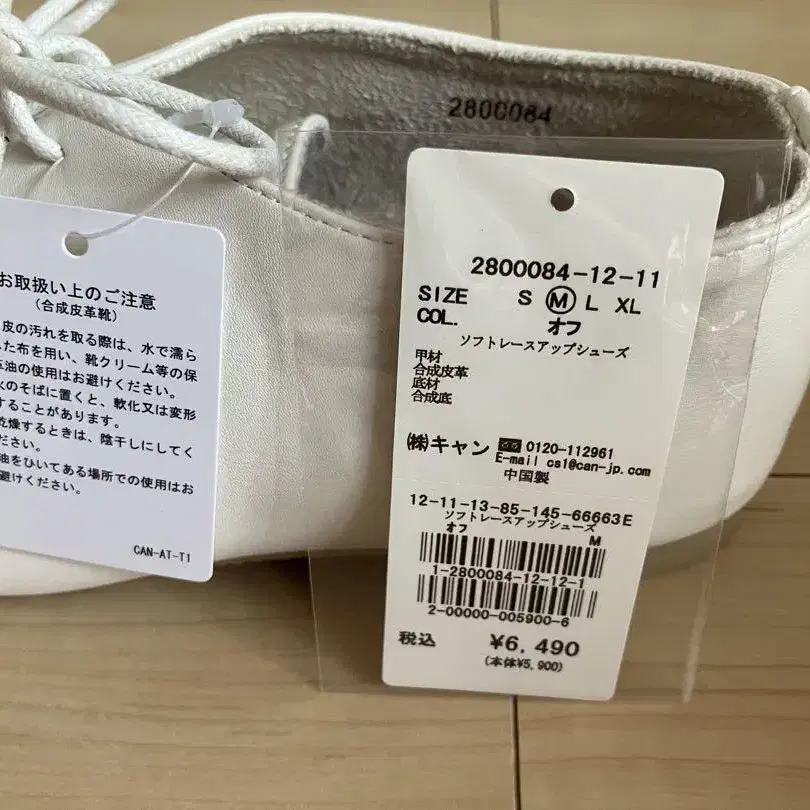 2800084
お取扱い上のご注意
(合成皮革靴)
皮の汚れを取る際は、水で濡ら
した布を用い、靴クリーム等の保
革油の使用はお避けください。
火のそばに置くと、軟化又は変形
することがあります。
乾燥するときは、陰干しにしてく
ださい。
油をひいてある場所での使用はお
避けください。
CAN-AT-T1
2800084-12-11
SIZE S Ⓜ L XL
COL. オフ
ソフトレースアップシューズ
甲材
合成皮革
底材
合成底
㈱キャン 0120-112961
E-mail cs1@can-jp.com
中国製
12-11-13-85-145-66663E
ソフトレースアップシューズ
オフ M
1-2800084-12-12-1
2-00000-005900-6
税込 ¥6,490
(本体¥5,900)